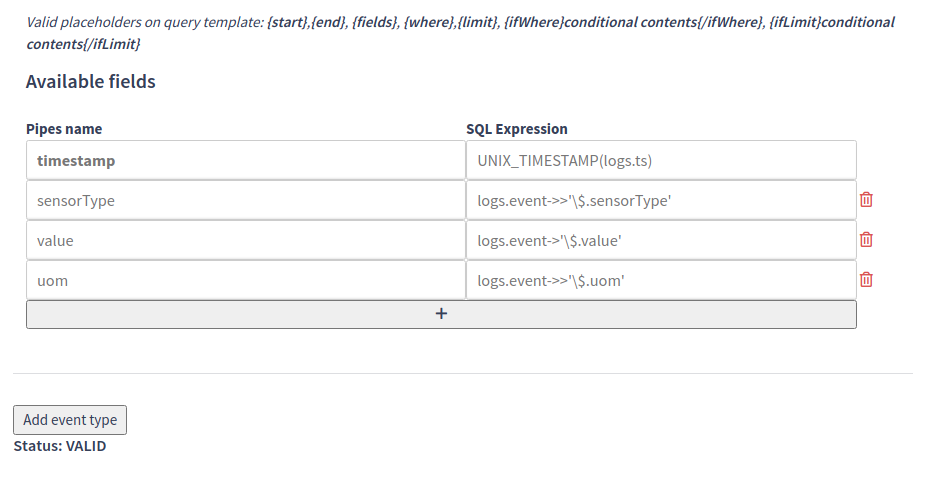 Valid placeholders on query template: {start},{end}, {fields}, {where},{limit}, {ifWhere}conditional contents{/ifWhere}, {ifLimit}conditional
contents{/ifLimit}
Available fields
Pipes name SQL Expression
timestamp UNIX_TIMESTAMP(logs.ts)
sensorType logs.event->>'\$.sensorType'
value logs.event->'\$.value'
uom logs.event->>'\$.uom'
+
Add event type
Status: VALID